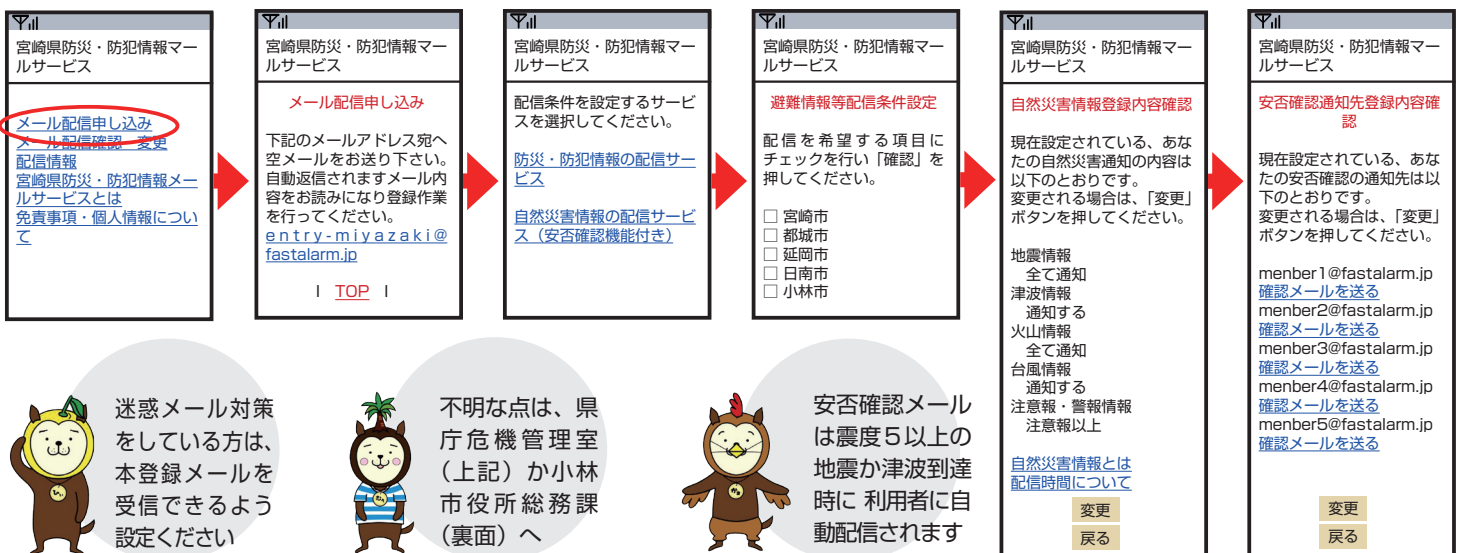 宮崎県防災・防犯情報マー
ルサービス
メール配信申し込み
メール配信確認・変更
配信情報
宮崎県防災・防犯情報メー
ルサービスとは
免責事項・個人情報につい
て
宮崎県防災・防犯情報マー
ルサービス
メール配信申し込み
下記のメールアドレス宛へ
空メールをお送り下さい。
自動返信されますメール内
容をお読みになり登録作業
を行ってください。
entry-miyazaki@
fastalarm.jp
| TOP |
宮崎県防災・防犯情報マー
ルサービス
配信条件を設定するサービ
スを選択してください。
防災・防犯情報の配信サー
ビス
自然災害情報の配信サービ
ス（安否確認機能付き）
宮崎県防災・防犯情報マー
ルサービス
避難情報等配信条件設定
配信を希望する項目に
チェックを行い「確認」を
押してください。
□ 宮崎市
□ 都城市
□ 延岡市
□ 日南市
□ 小林市
宮崎県防災・防犯情報マー
ルサービス
自然災害情報登録内容確認
現在設定されている、あな
たの自然災害通知の内容は
以下のとおりです。
変更される場合は、「変更」
ボタンを押してください。
地震情報
全て通知
津波情報
通知する
火山情報
全て通知
台風情報
通知する
注意報・警報情報
注意報以上
自然災害情報とは
配信時間について
変更
戻る
宮崎県防災・防犯情報マー
ルサービス
安否確認通知先登録内容確
認
現在設定されている、あな
たの安否確認の通知先は以
下のとおりです。
変更される場合は、「変更」
ボタンを押してください。
menber1@fastalarm.jp
確認メールを送る
menber2@fastalarm.jp
確認メールを送る
menber3@fastalarm.jp
確認メールを送る
menber4@fastalarm.jp
確認メールを送る
menber5@fastalarm.jp
確認メールを送る
変更
戻る
迷惑メール対策
をしている方は、
本登録メールを
受信できるよう
設定ください
不明な点は、県
庁危機管理室
（上記）か小林
市役所総務課
（裏面）へ
安否確認メール
は震度５以上の
地震か津波到達
時に 利用者に自
動配信されます